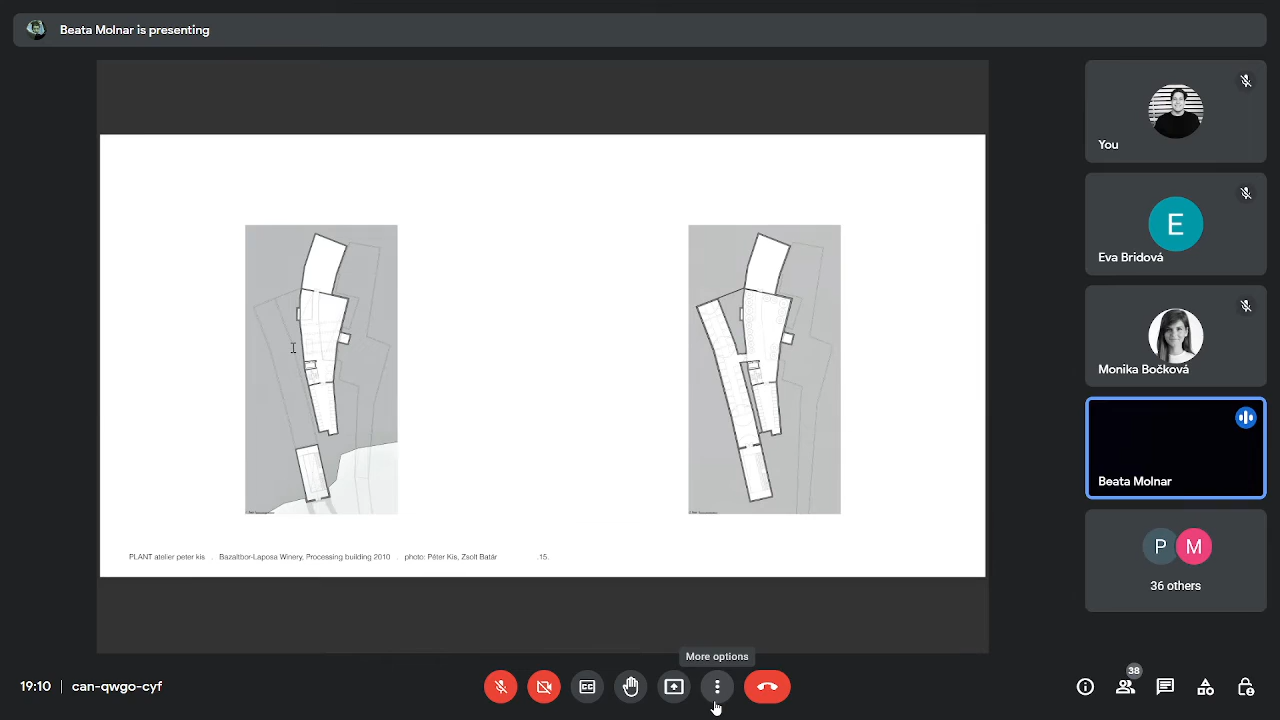 Beata Molnar is presenting
You
E
Eva Bridová
Monika Bočková
Beata Molnar
P M
36 others
PLANT atelier peter kis . Bazaltbor-Laposa Winery, Processing building 2010 . photo: Péter Kis, Zsolt Batár .15.
More options
19:10 | can-qwgo-cyf
CC
38